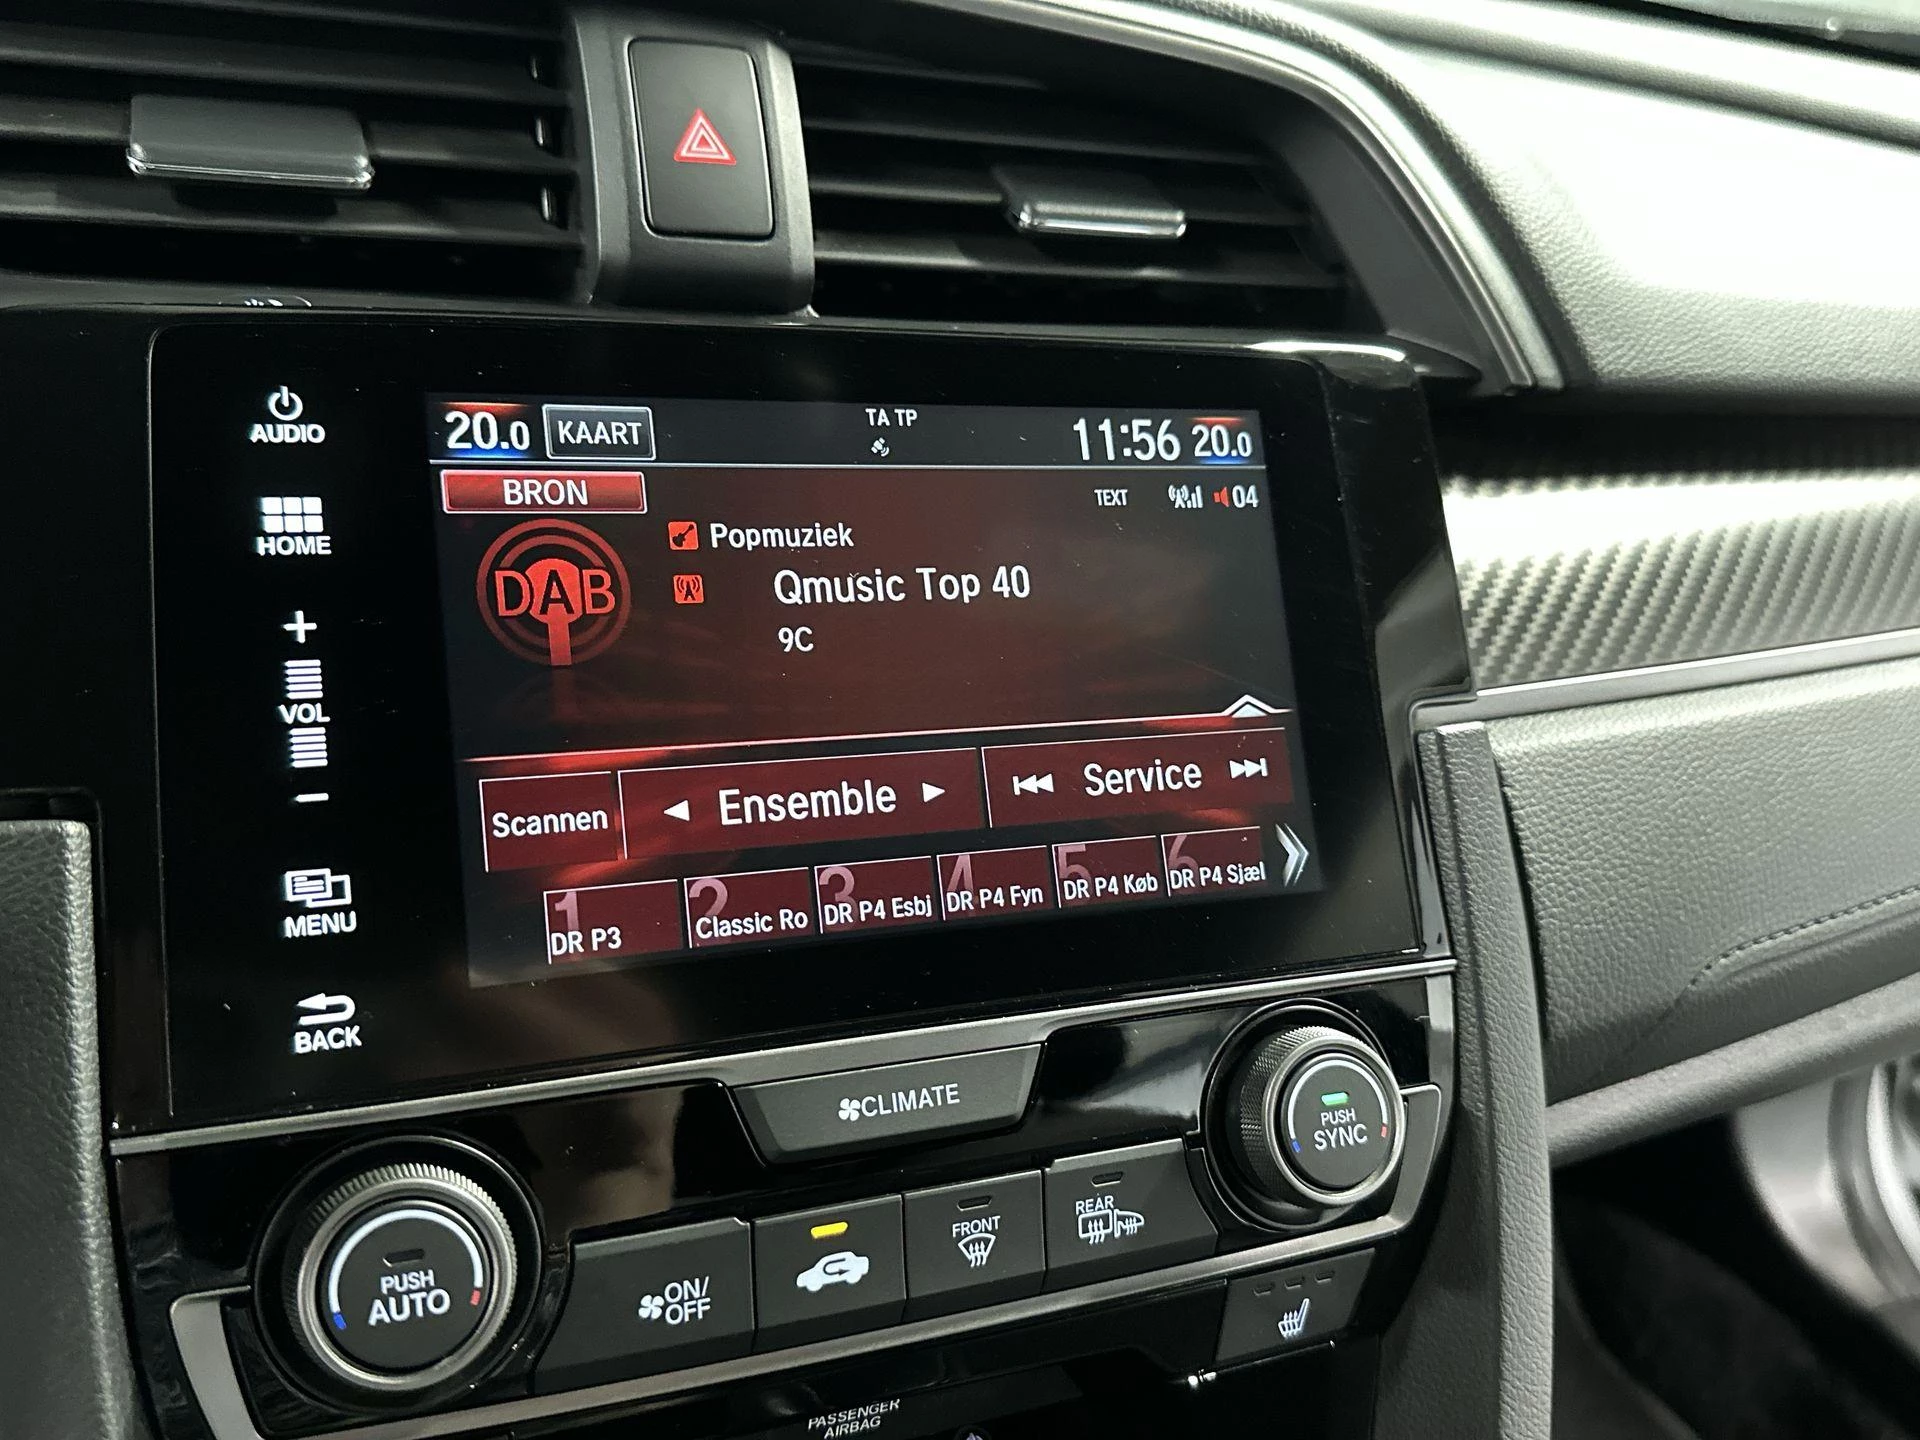 AUDIO
HOME
+
VOL
-
MENU
BACK
20.0 KAART TA TP 11:56 20.0
BRON TEXT 04
Popmuziek
DAB
Qmusic Top 40
9C
Scannen Ensemble Service
1 DR P3
2 Classic Ro
3 DR P4 Esbj
4 DR P4 Fyn
5 DR P4 Køb
6 DR P4 Sjæl
CLIMATE
PUSH
SYNC
PUSH
AUTO
ON/
OFF
FRONT
REAR
PASSENGER
AIRBAG